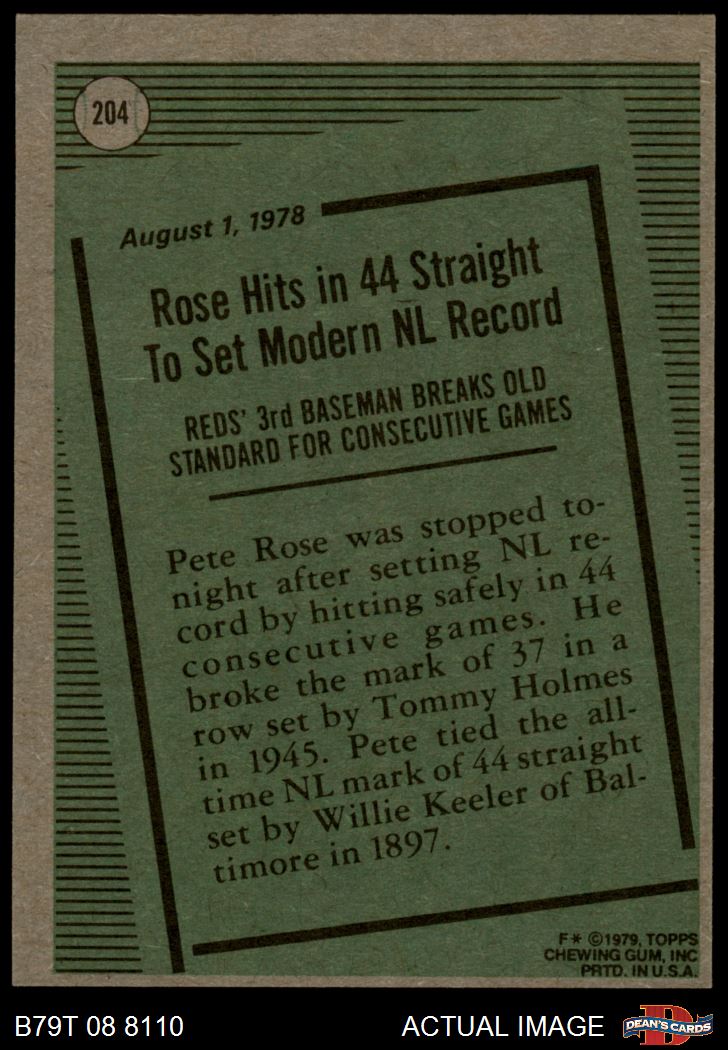 204
August 1, 1978
Rose Hits in 44 Straight
To Set Modern NL Record
REDS' 3rd BASEMAN BREAKS OLD
STANDARD FOR CONSECUTIVE GAMES
Pete Rose was stopped to-
night after setting NL re-
cord by hitting safely in 44
consecutive games. He
broke the mark of 37 in a
row set by Tommy Holmes
in 1945. Pete tied the all-
time NL mark of 44 straight
set by Willie Keeler of Bal-
timore in 1897.
F* ©1979, TOPPS
CHEWING GUM, INC
PRTD. IN U.S.A.
B79T 08 8110
ACTUAL IMAGE
D
DEAN'S CARDS